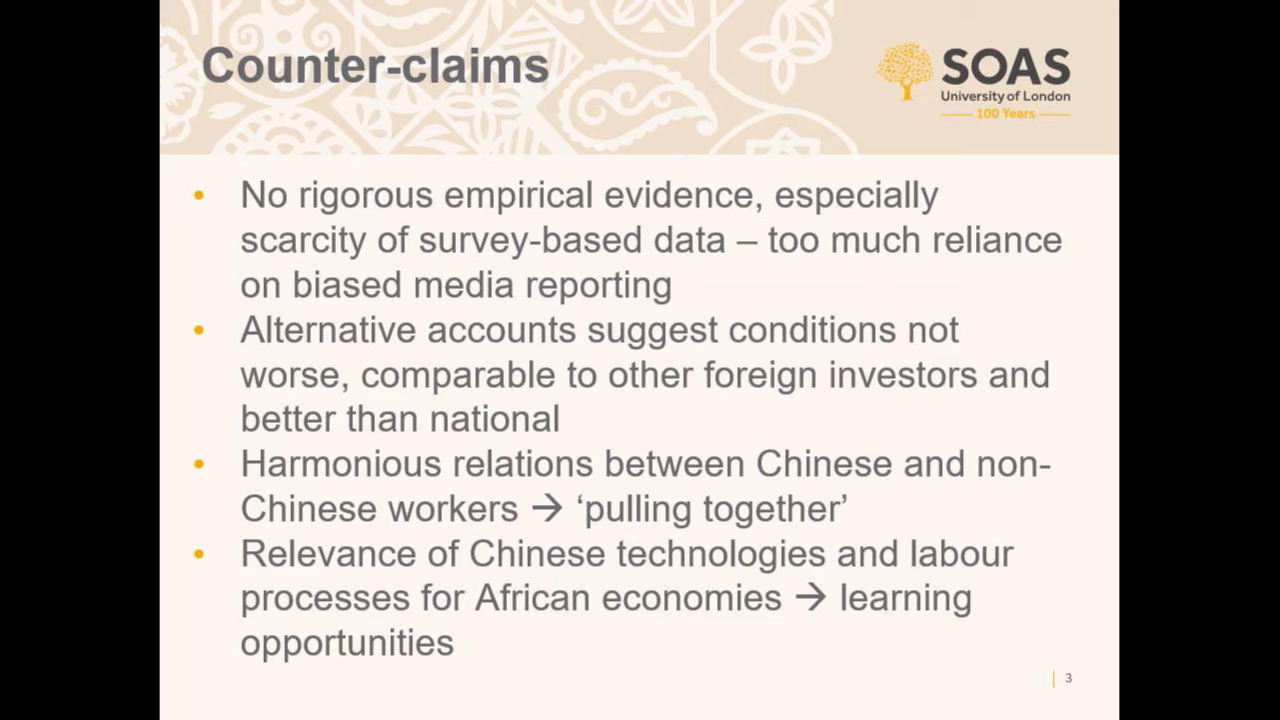 Counter-claims
SOAS
University of London
100 Years
• No rigorous empirical evidence, especially
scarcity of survey-based data – too much reliance
on biased media reporting
• Alternative accounts suggest conditions not
worse, comparable to other foreign investors and
better than national
• Harmonious relations between Chinese and non-
Chinese workers → ‘pulling together’
• Relevance of Chinese technologies and labour
processes for African economies → learning
opportunities
3